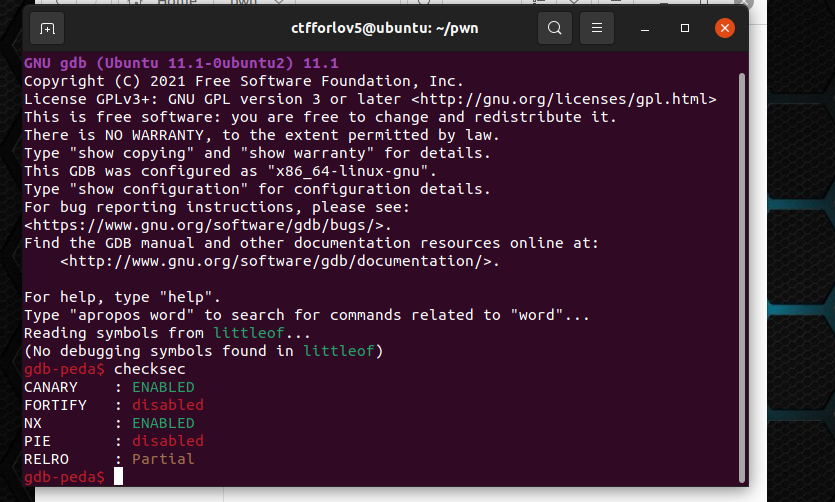 Home pwn
ctfforlov5@ubuntu: ~/pwn
GNU gdb (Ubuntu 11.1-0ubuntu2) 11.1
Copyright (C) 2021 Free Software Foundation, Inc.
License GPLv3+: GNU GPL version 3 or later <http://gnu.org/licenses/gpl.html>
This is free software: you are free to change and redistribute it.
There is NO WARRANTY, to the extent permitted by law.
Type "show copying" and "show warranty" for details.
This GDB was configured as "x86_64-linux-gnu".
Type "show configuration" for configuration details.
For bug reporting instructions, please see:
<https://www.gnu.org/software/gdb/bugs/>.
Find the GDB manual and other documentation resources online at:
    <http://www.gnu.org/software/gdb/documentation/>.

For help, type "help".
Type "apropos word" to search for commands related to "word"...
Reading symbols from littleof...
(No debugging symbols found in littleof)
gdb-peda$ checksec
CANARY    : ENABLED
FORTIFY   : disabled
NX        : ENABLED
PIE       : disabled
RELRO     : Partial
gdb-peda$